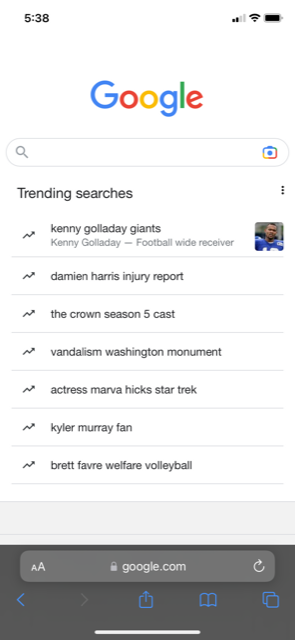 5:38
Google
Trending searches
kenny golladay giants
Kenny Golladay — Football wide receiver
damien harris injury report
the crown season 5 cast
vandalism washington monument
actress marva hicks star trek
kyler murray fan
brett favre welfare volleyball
AA google.com